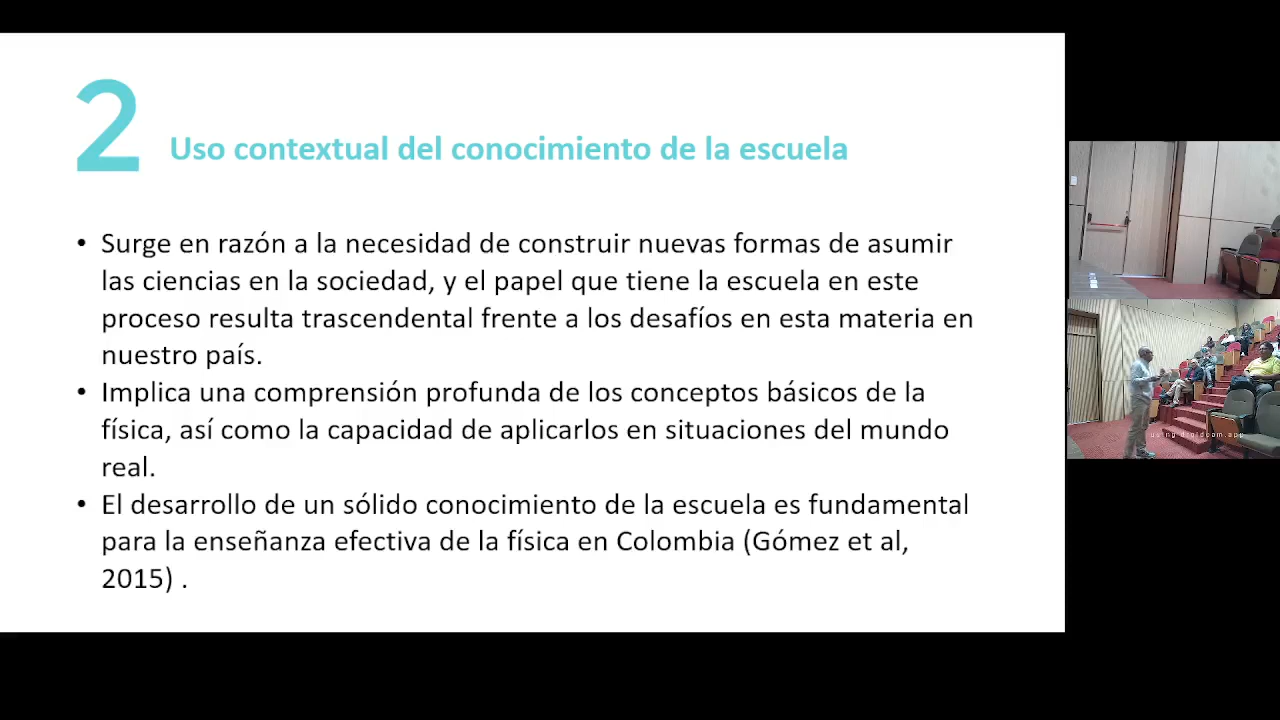 2
Uso contextual del conocimiento de la escuela
• Surge en razón a la necesidad de construir nuevas formas de asumir
las ciencias en la sociedad, y el papel que tiene la escuela en este
proceso resulta trascendental frente a los desafíos en esta materia en
nuestro país.
• Implica una comprensión profunda de los conceptos básicos de la
física, así como la capacidad de aplicarlos en situaciones del mundo
real.
• El desarrollo de un sólido conocimiento de la escuela es fundamental
para la enseñanza efectiva de la física en Colombia (Gómez et al,
2015) .
using droidcam.app